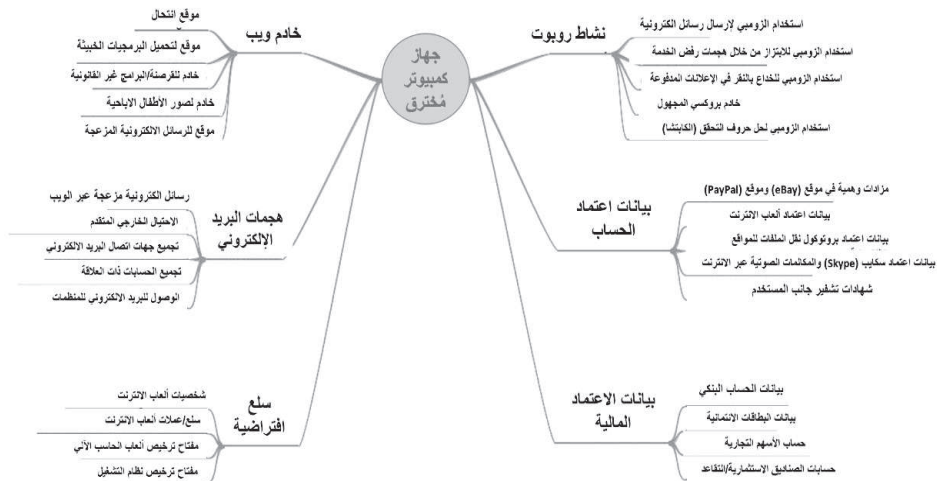 جهاز
كمبيوتر
مُخترق
نشاط روبوت
استخدام الزومبي لإرسال رسائل الكترونية
استخدام الزومبي للابتزاز من خلال هجمات رفض الخدمة
استخدام الزومبي للخداع بالنقر في الإعلانات المدفوعة
خادم بروكسي المجهول
استخدام الزومبي لحل حروف التحقق (الكابتشا)
بيانات اعتماد
الحساب
مزادات وهمية في موقع (eBay) وموقع (PayPal)
بيانات اعتماد ألعاب الانترنت
بيانات اعتماد بروتوكول نقل الملفات للمواقع
بيانات اعتماد سكايب (Skype) والمكالمات الصوتية عبر الانترنت
شهادات تشفير جانب المستخدم
بيانات الاعتماد
المالية
بيانات الحساب البنكي
بيانات البطاقات الائتمانية
حساب الأسهم التجارية
حسابات الصناديق الاستثمارية/التقاعد
خادم ويب
موقع انتحال
موقع لتحميل البرمجيات الخبيثة
خادم للقرصنة/البرامج غير القانونية
خادم لصور الأطفال الاباحية
موقع للرسائل الالكترونية المزعجة
هجمات البريد
الإلكتروني
رسائل الكترونية مزعجة عبر الويب
الاحتيال الخارجي المتقدم
تجميع جهات اتصال البريد الالكتروني
تجميع الحسابات ذات العلاقة
الوصول للبريد الالكتروني للمنظمات
سلع
افتراضية
شخصيات ألعاب الانترنت
سلع/عملات ألعاب الانترنت
مفتاح ترخيص ألعاب الحاسب الآلي
مفتاح ترخيص نظام التشغيل